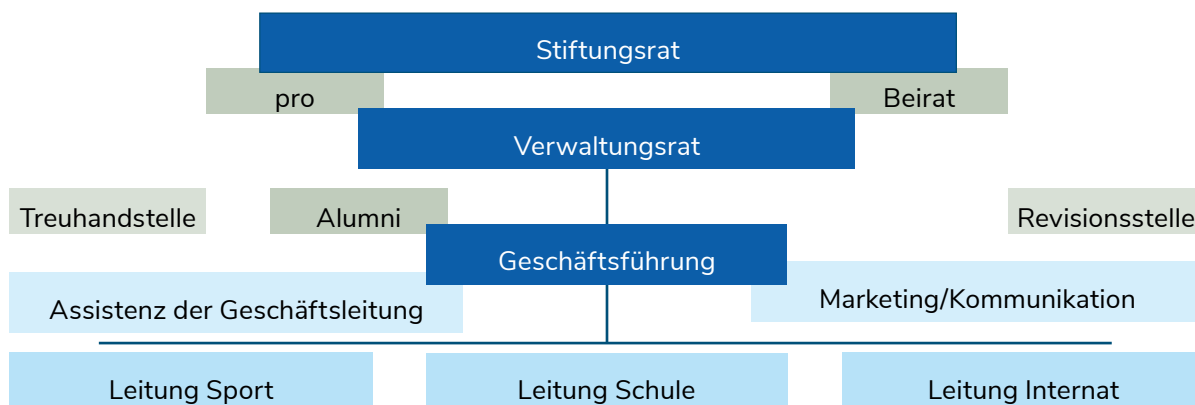 Stiftungsrat
pro
Beirat
Verwaltungsrat
Treuhandstelle
Alumni
Revisionsstelle
Geschäftsführung
Assistenz der Geschäftsleitung
Marketing/Kommunikation
Leitung Sport
Leitung Schule
Leitung Internat